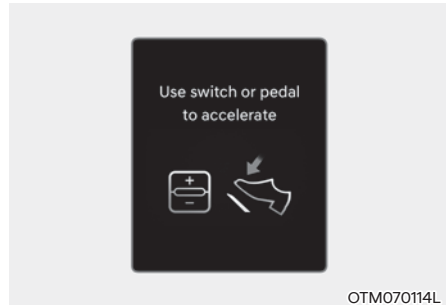 Use switch or pedal
to accelerate
+
−
OTM070114L